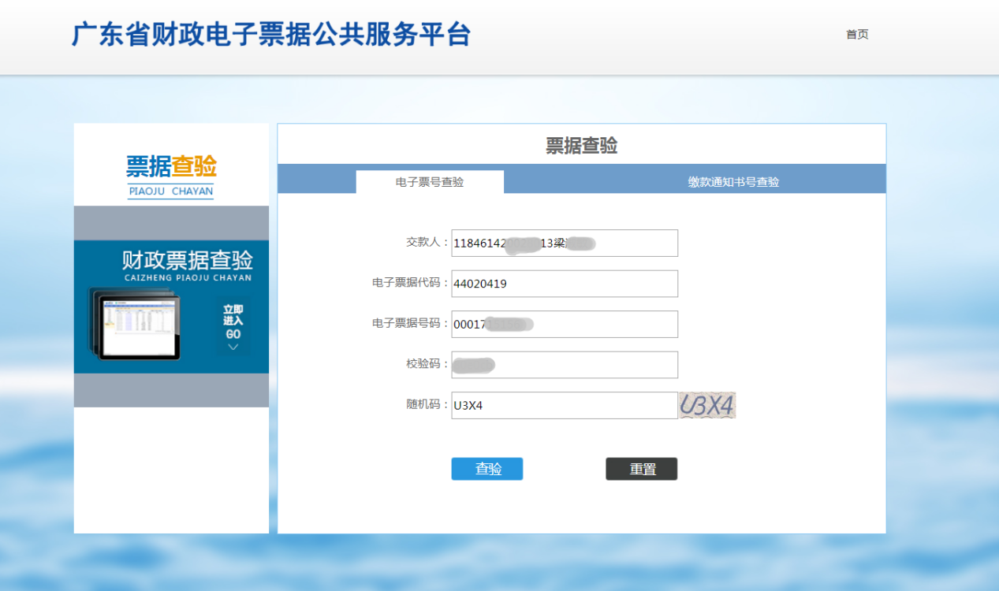 广东省财政电子票据公共服务平台
首页
票据查验
PIAOJU CHAYAN
财政票据查验
CAIZHENG PIAOJU CHAYAN
立即
进入
GO
票据查验
电子票号查验
缴款通知书号查验
交款人：11846142 13梁
电子票据代码：44020419
电子票据号码：00017
校验码：
随机码：U3X4
U3X4
查验
重置